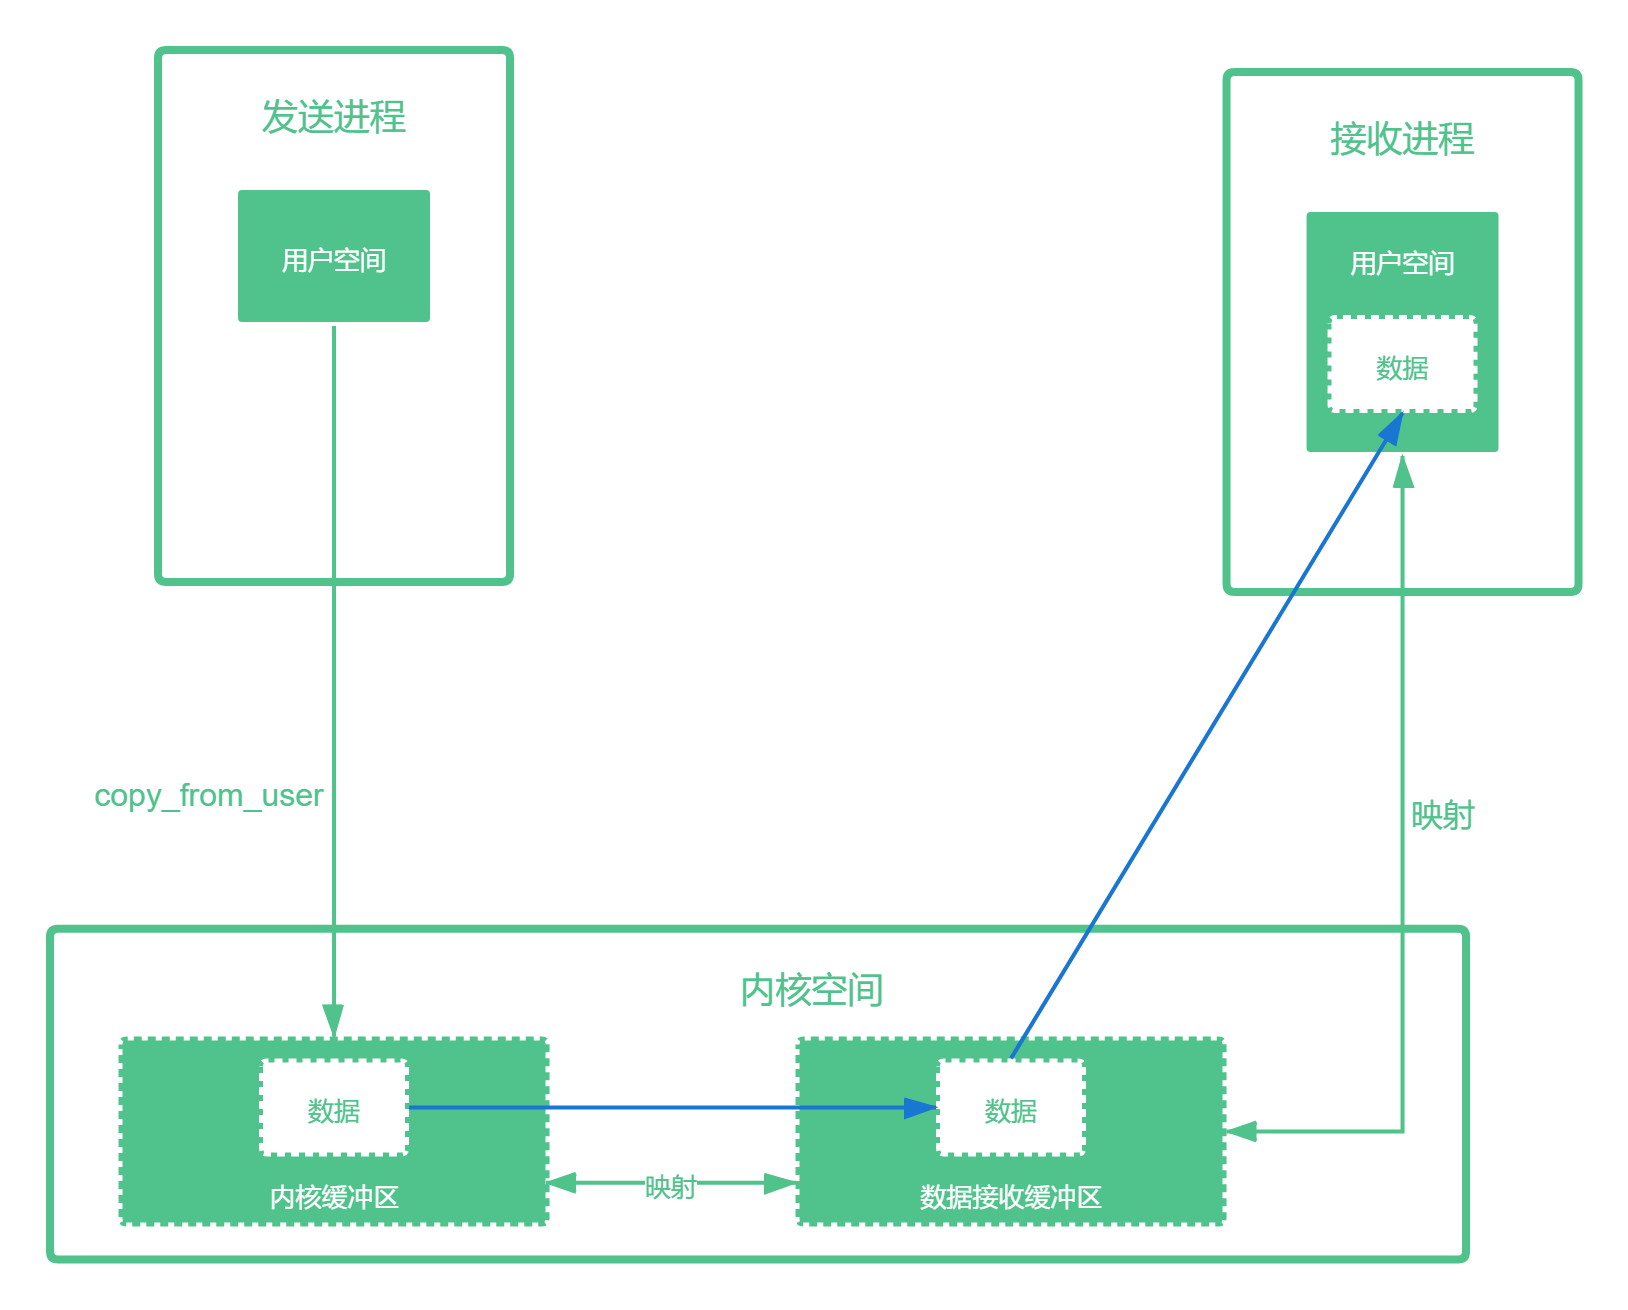 发送进程
用户空间
接收进程
用户空间
数据
copy_from_user
映射
内核空间
数据
内核缓冲区
映射
数据
数据接收缓冲区